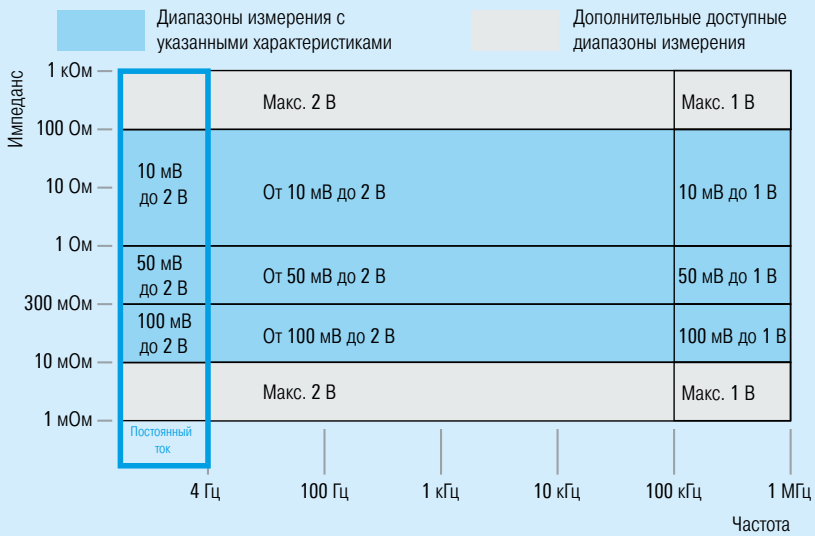 Диапазоны измерения с
указанными характеристиками
Дополнительные доступные
диапазоны измерения
Импеданс
1 кОм
Макс. 2 В
Макс. 1 В
100 Ом
10 мВ
до 2 В
10 Ом
От 10 мВ до 2 В
10 мВ до 1 В
1 Ом
50 мВ
до 2 В
От 50 мВ до 2 В
50 мВ до 1 В
300 мОм
100 мВ
до 2 В
От 100 мВ до 2 В
100 мВ до 1 В
10 мОм
Макс. 2 В
Макс. 1 В
1 мОм
Постоянный
ток
4 Гц
100 Гц
1 кГц
10 кГц
100 кГц
1 МГц
Частота